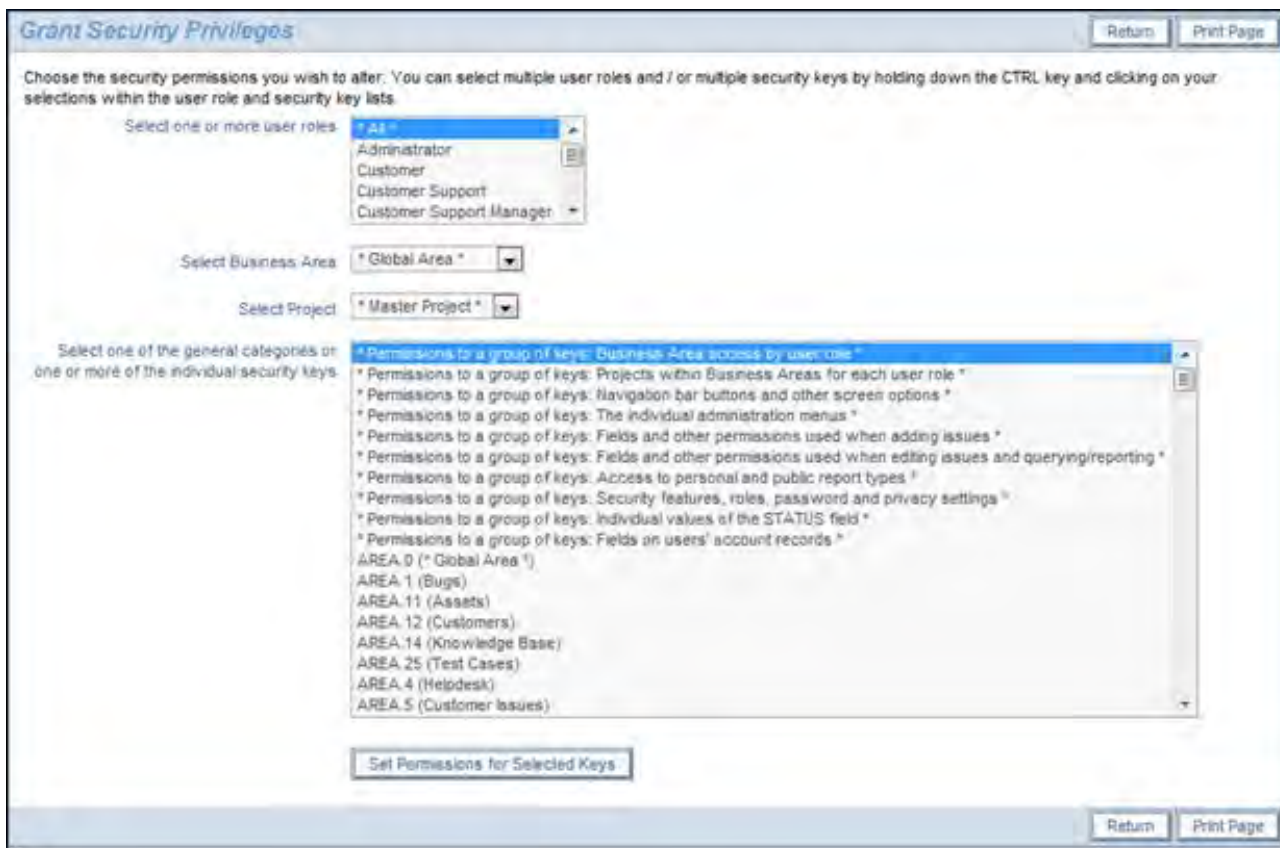 Grant Security Privileges
Return
Print Page
Choose the security permissions you wish to alter. You can select multiple user roles and / or multiple security keys by holding down the CTRL key and clicking on your
selections within the user role and security key lists.
Select one or more user roles
* All *
Administrator
Customer
Customer Support
Customer Support Manager
Select Business Area
* Global Area *
Select Project
* Master Project *
Select one of the general categories or
one or more of the individual security keys
* Permissions to a group of keys: Business Area access by user role *
* Permissions to a group of keys: Projects within Business Areas for each user role *
* Permissions to a group of keys: Navigation bar buttons and other screen options *
* Permissions to a group of keys: The individual administration menus *
* Permissions to a group of keys: Fields and other permissions used when adding issues *
* Permissions to a group of keys: Fields and other permissions used when editing issues and querying/reporting *
* Permissions to a group of keys: Access to personal and public report types *
* Permissions to a group of keys: Security features, roles, password and privacy settings *
* Permissions to a group of keys: Individual values of the STATUS field *
* Permissions to a group of keys: Fields on users' account records *
AREA.0 (* Global Area *)
AREA.1 (Bugs)
AREA.11 (Assets)
AREA.12 (Customers)
AREA.14 (Knowledge Base)
AREA.25 (Test Cases)
AREA.4 (Helpdesk)
AREA.5 (Customer Issues)
Set Permissions for Selected Keys
Return
Print Page